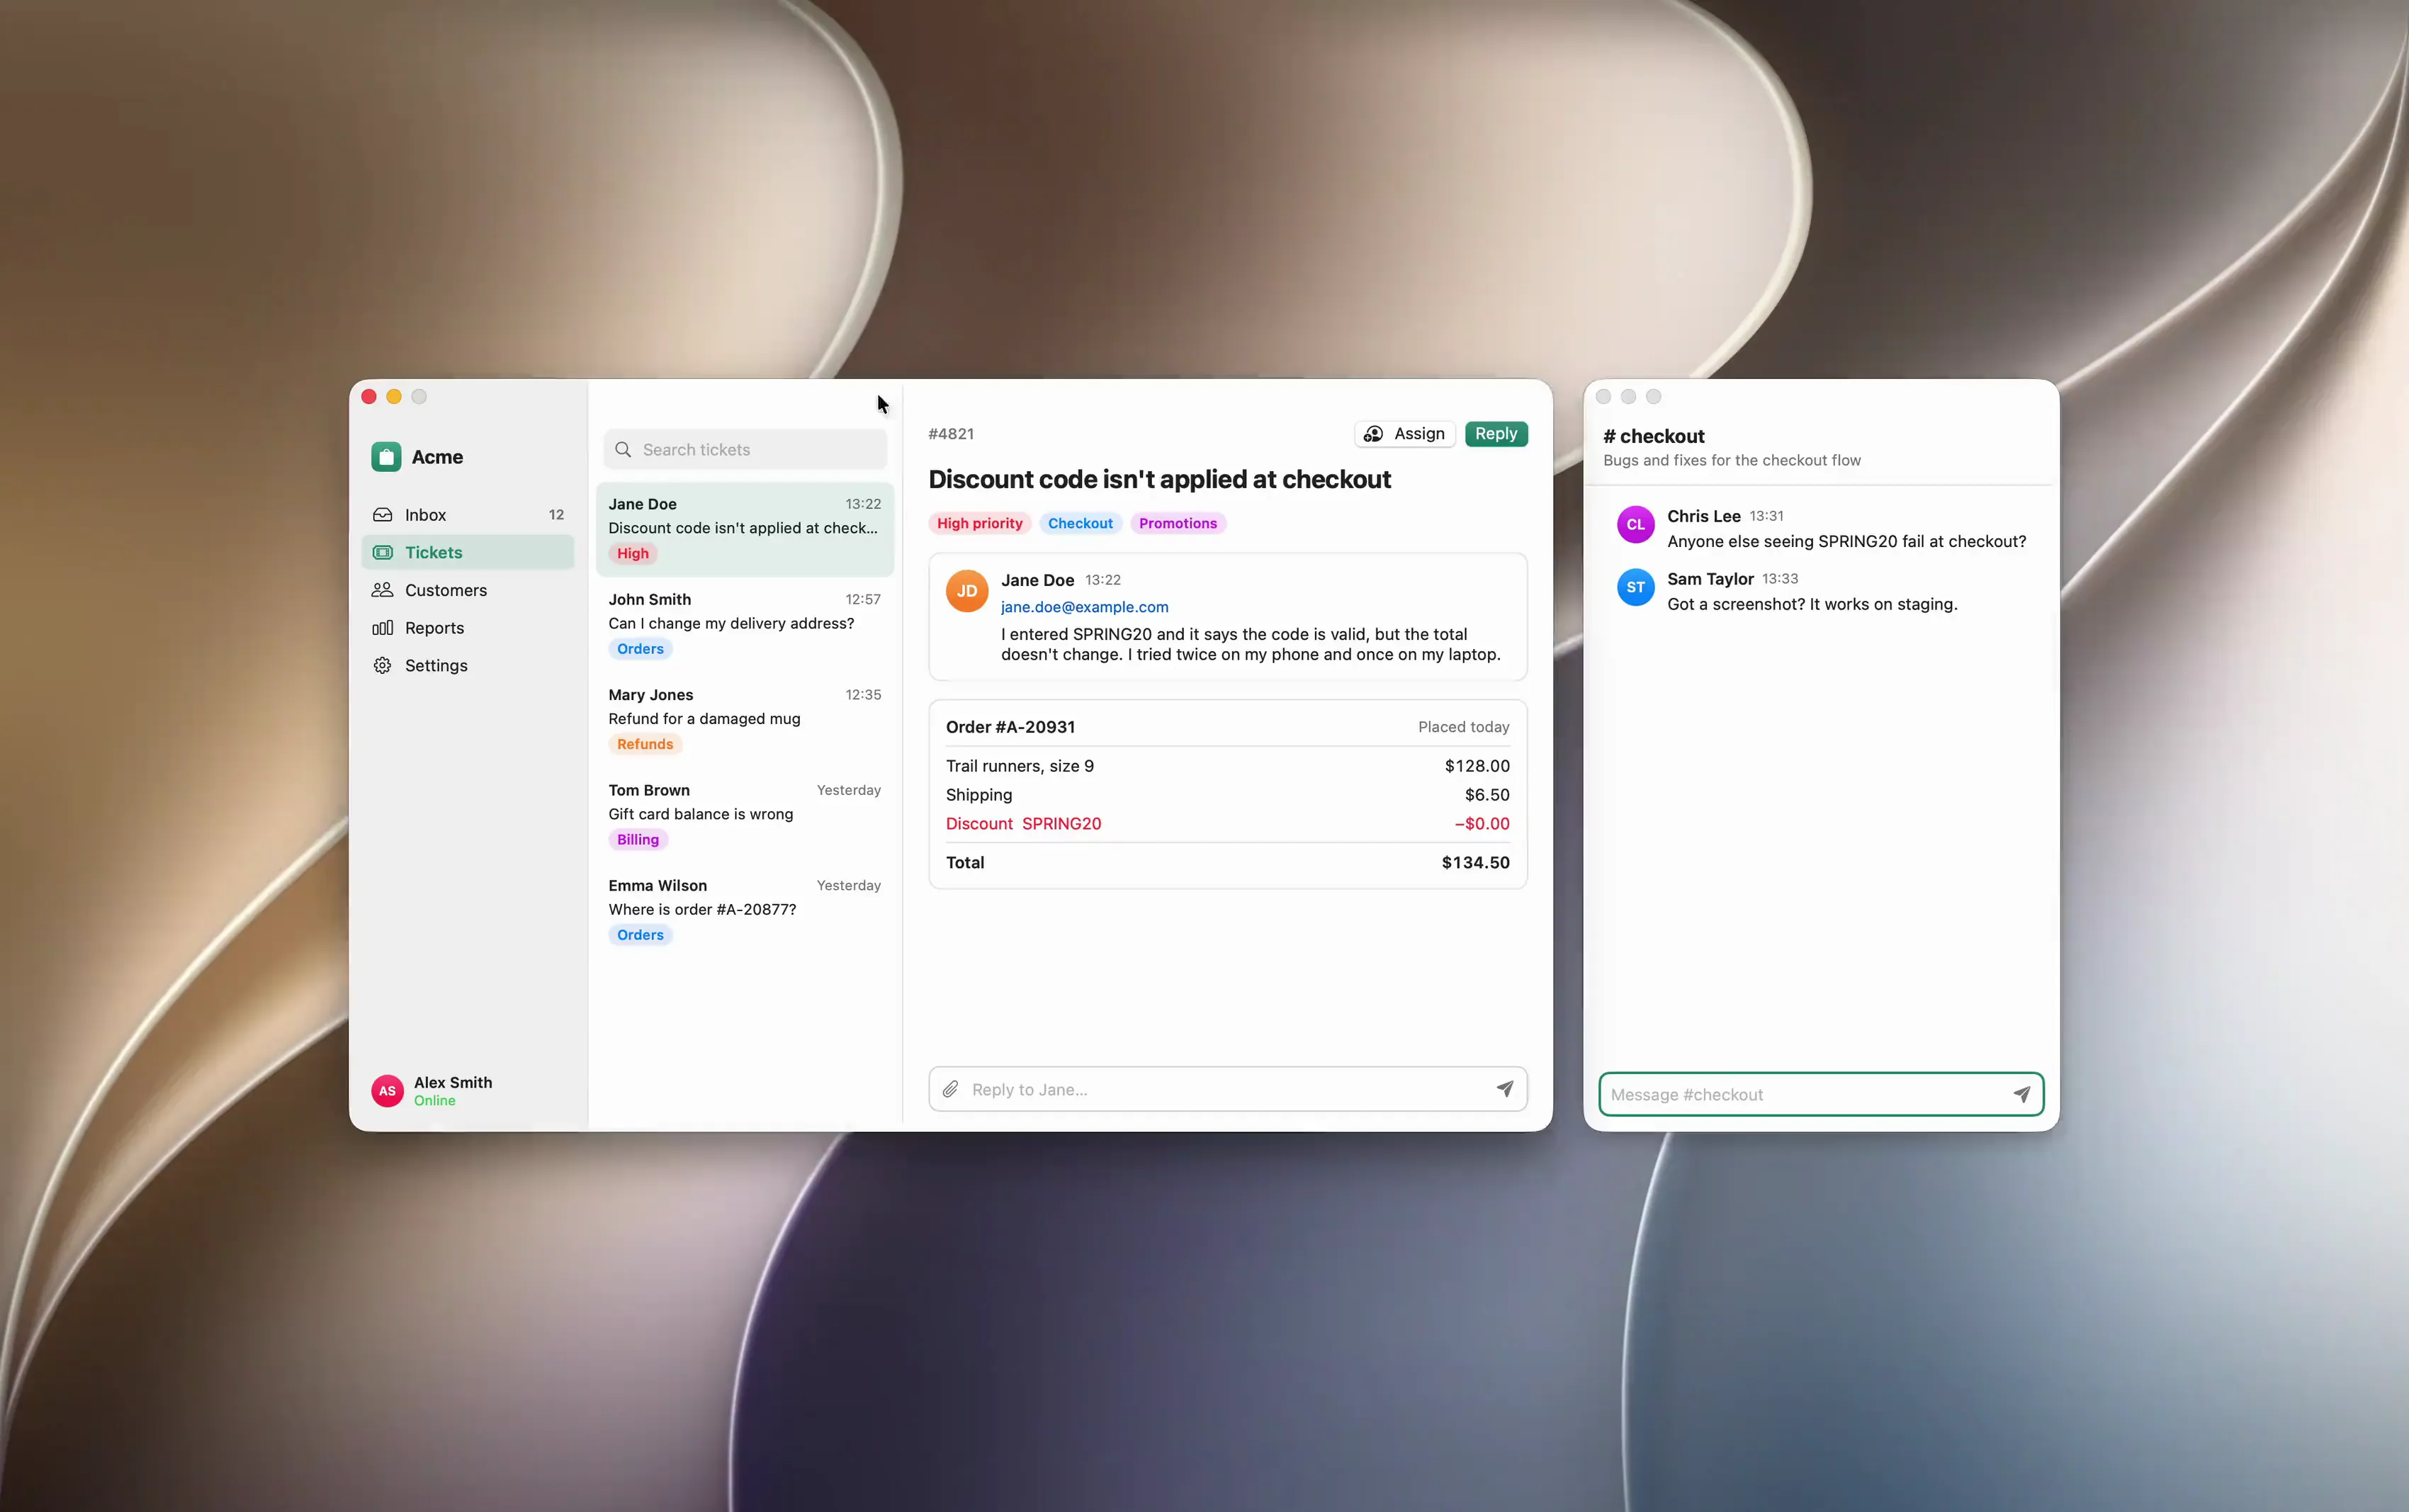 Acme
Inbox 12
Tickets
Customers
Reports
Settings
AS Alex Smith
Online
Search tickets
Jane Doe 13:22
Discount code isn't applied at check...
High
John Smith 12:57
Can I change my delivery address?
Orders
Mary Jones 12:35
Refund for a damaged mug
Refunds
Tom Brown Yesterday
Gift card balance is wrong
Billing
Emma Wilson Yesterday
Where is order #A-20877?
Orders
#4821 Assign Reply
Discount code isn't applied at checkout
High priority Checkout Promotions
JD Jane Doe 13:22
jane.doe@example.com
I entered SPRING20 and it says the code is valid, but the total
doesn't change. I tried twice on my phone and once on my laptop.
Order #A-20931 Placed today
Trail runners, size 9 $128.00
Shipping $6.50
Discount SPRING20 –$0.00
Total $134.50
Reply to Jane...
# checkout
Bugs and fixes for the checkout flow
CL Chris Lee 13:31
Anyone else seeing SPRING20 fail at checkout?
ST Sam Taylor 13:33
Got a screenshot? It works on staging.
Message #checkout